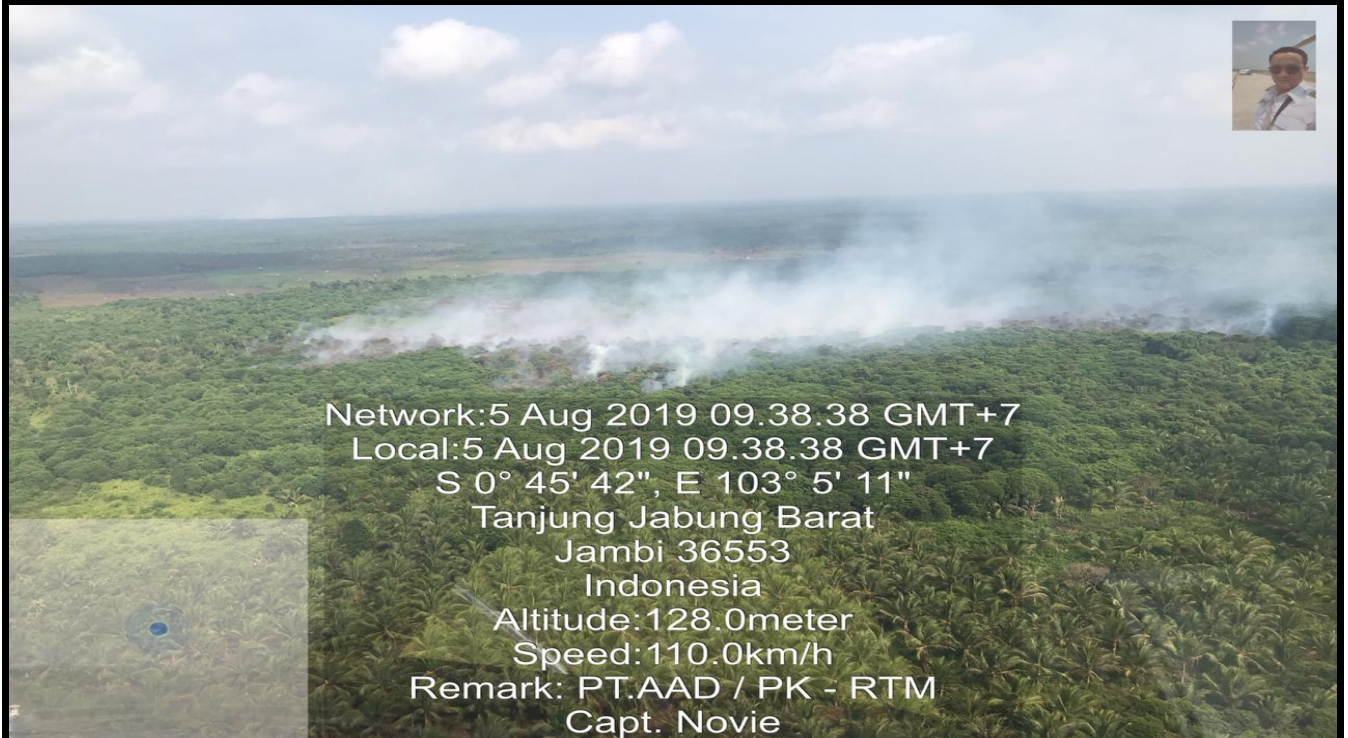 Network:5 Aug 2019 09.38.38 GMT+7
Local:5 Aug 2019 09.38.38 GMT+7
S 0° 45' 42", E 103° 5' 11"
Tanjung Jabung Barat
Jambi 36553
Indonesia
Altitude:128.0meter
Speed:110.0km/h
Remark: PT.AAD / PK - RTM
Capt. Novie